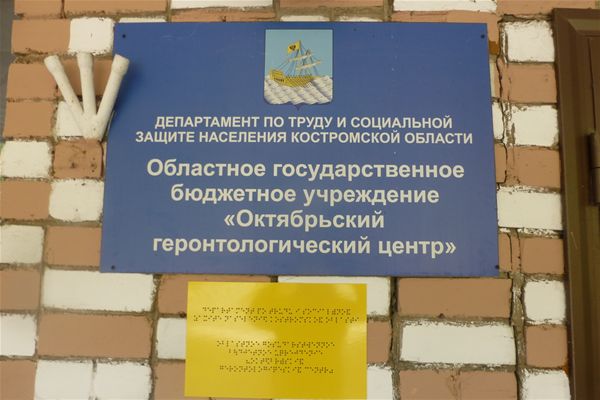 ДЕПАРТАМЕНТ ПО ТРУДУ И СОЦИАЛЬНОЙ
ЗАЩИТЕ НАСЕЛЕНИЯ КОСТРОМСКОЙ ОБЛАСТИ
Областное государственное
бюджетное учреждение
«Октябрьский
геронтологический центр»